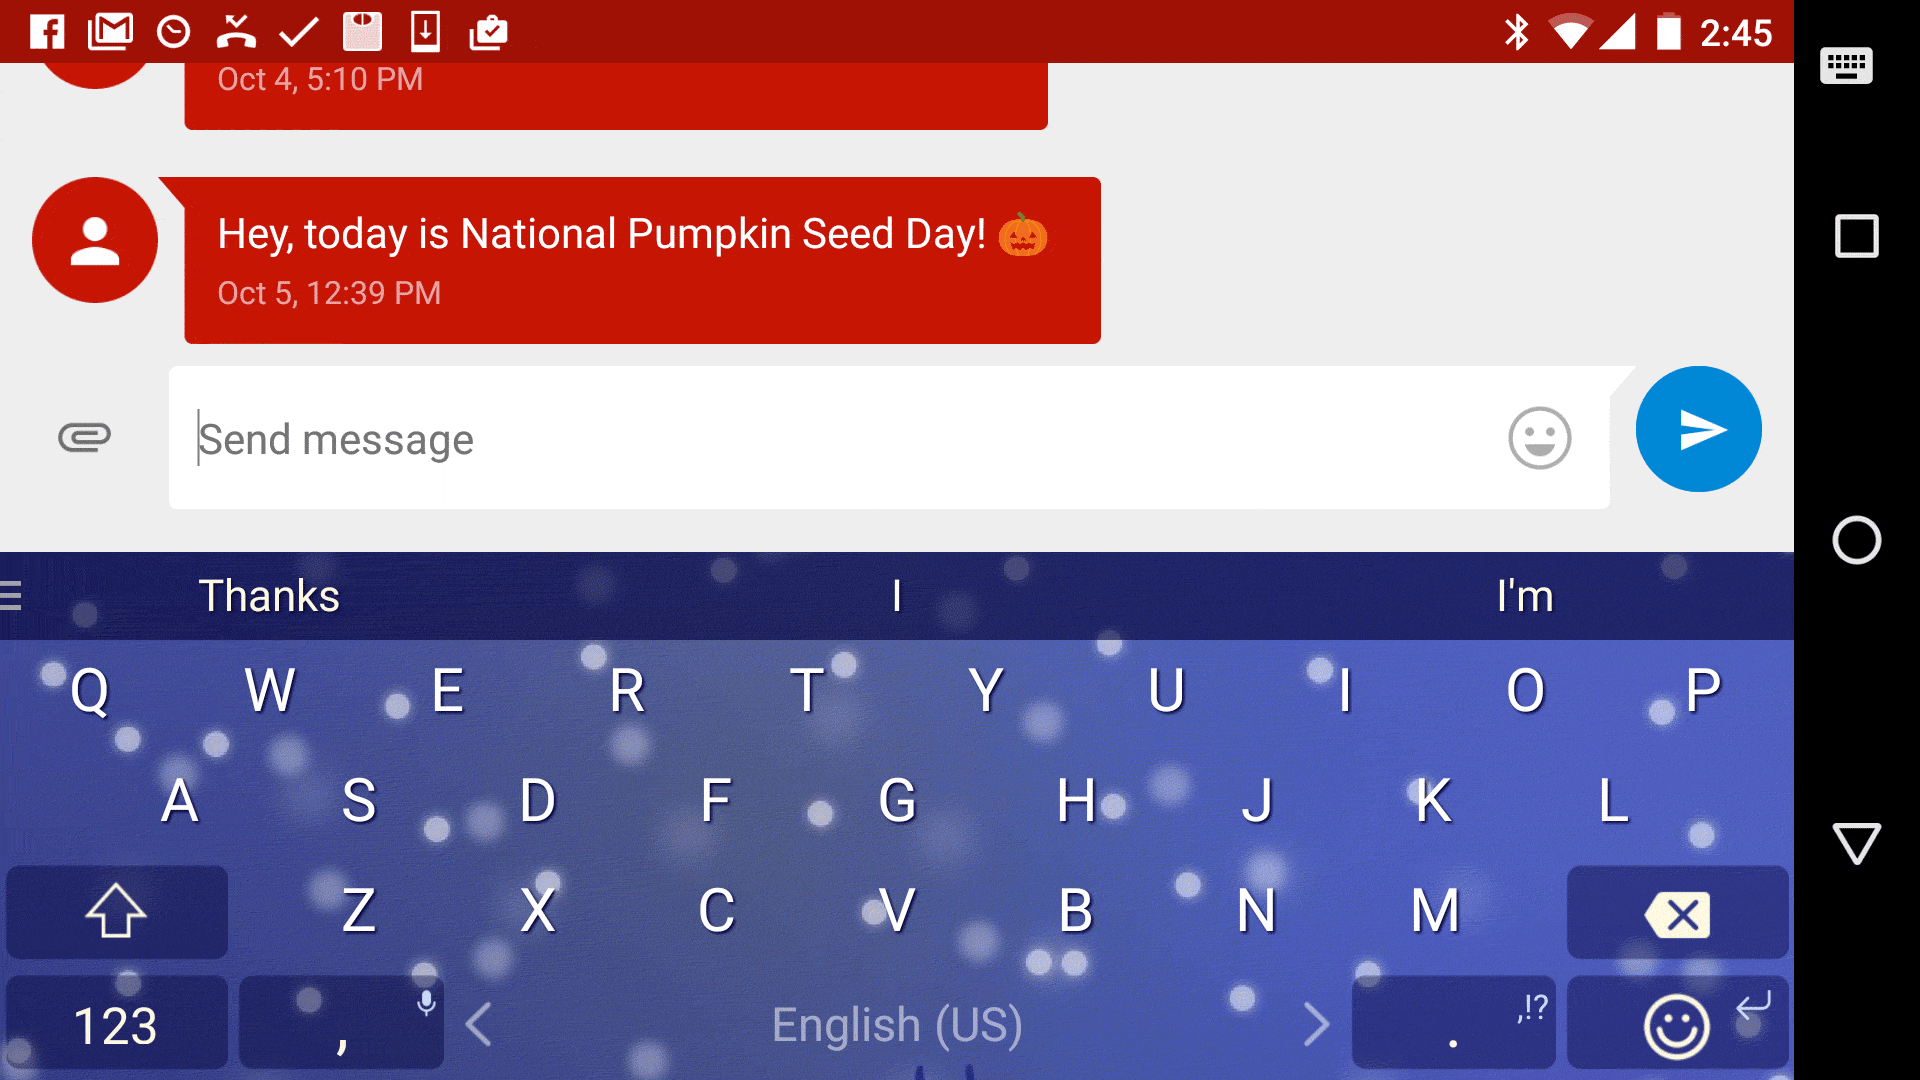 2:45
Oct 4, 5:10 PM
Hey, today is National Pumpkin Seed Day! 🎃
Oct 5, 12:39 PM
Send message
Thanks I I'm
Q W E R T Y U I O P
A S D F G H J K L
Z X C V B N M
123 , English (US) . ,!?